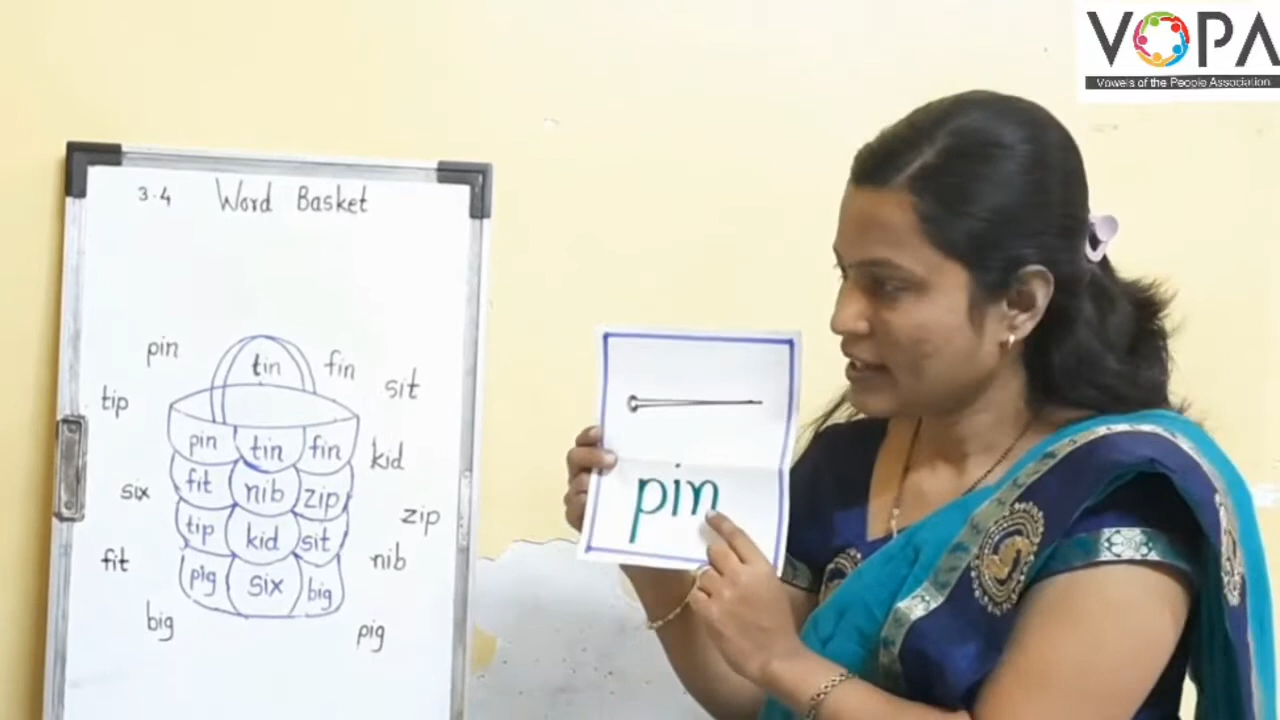 VOPA
Vowels of the People Association
3.4 Word Basket
pin
tin
fin
sit
tip
pin tin fin
kid
fit nib zip
six
zip
tip kid sit
fit
nib
pig six big
big
pig
pin